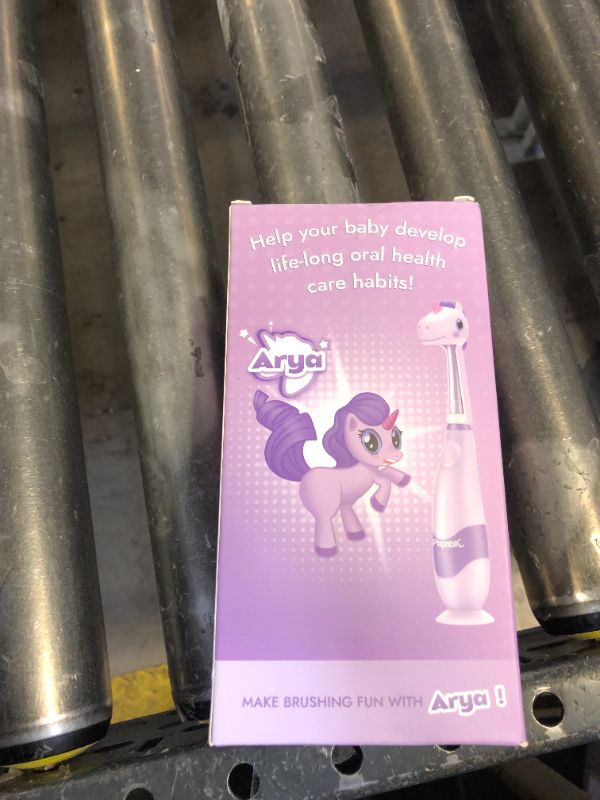 Help your baby develop
life-long oral health
care habits!
Arya
Papablic
MAKE BRUSHING FUN WITH Arya !